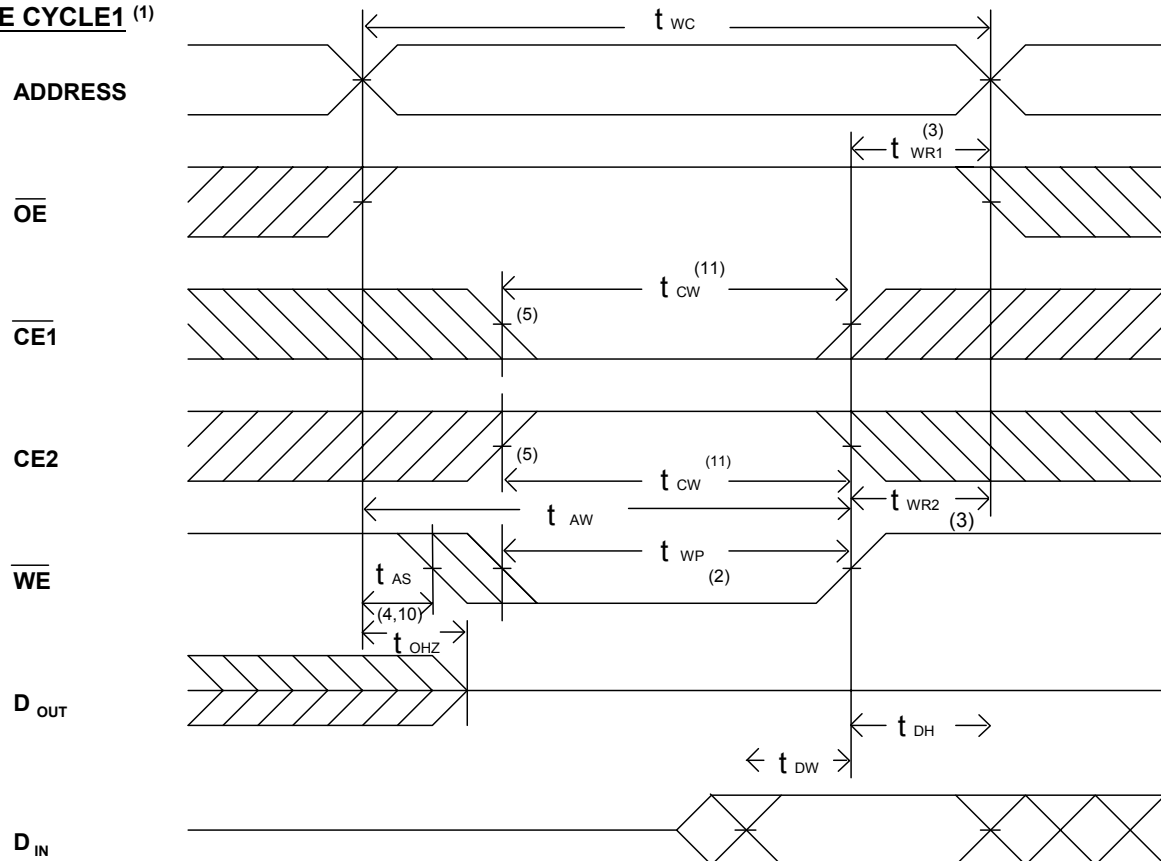 E CYCLE1 (1)
t WC
ADDRESS
(3)
t WR1
OE
(11)
t CW
(5)
CE1
CE2
(5)
(11)
t CW
t WR2
(3)
t AW
t WP
(2)
WE
t AS
(4,10)
t OHZ
D OUT
t DH
t DW
D IN